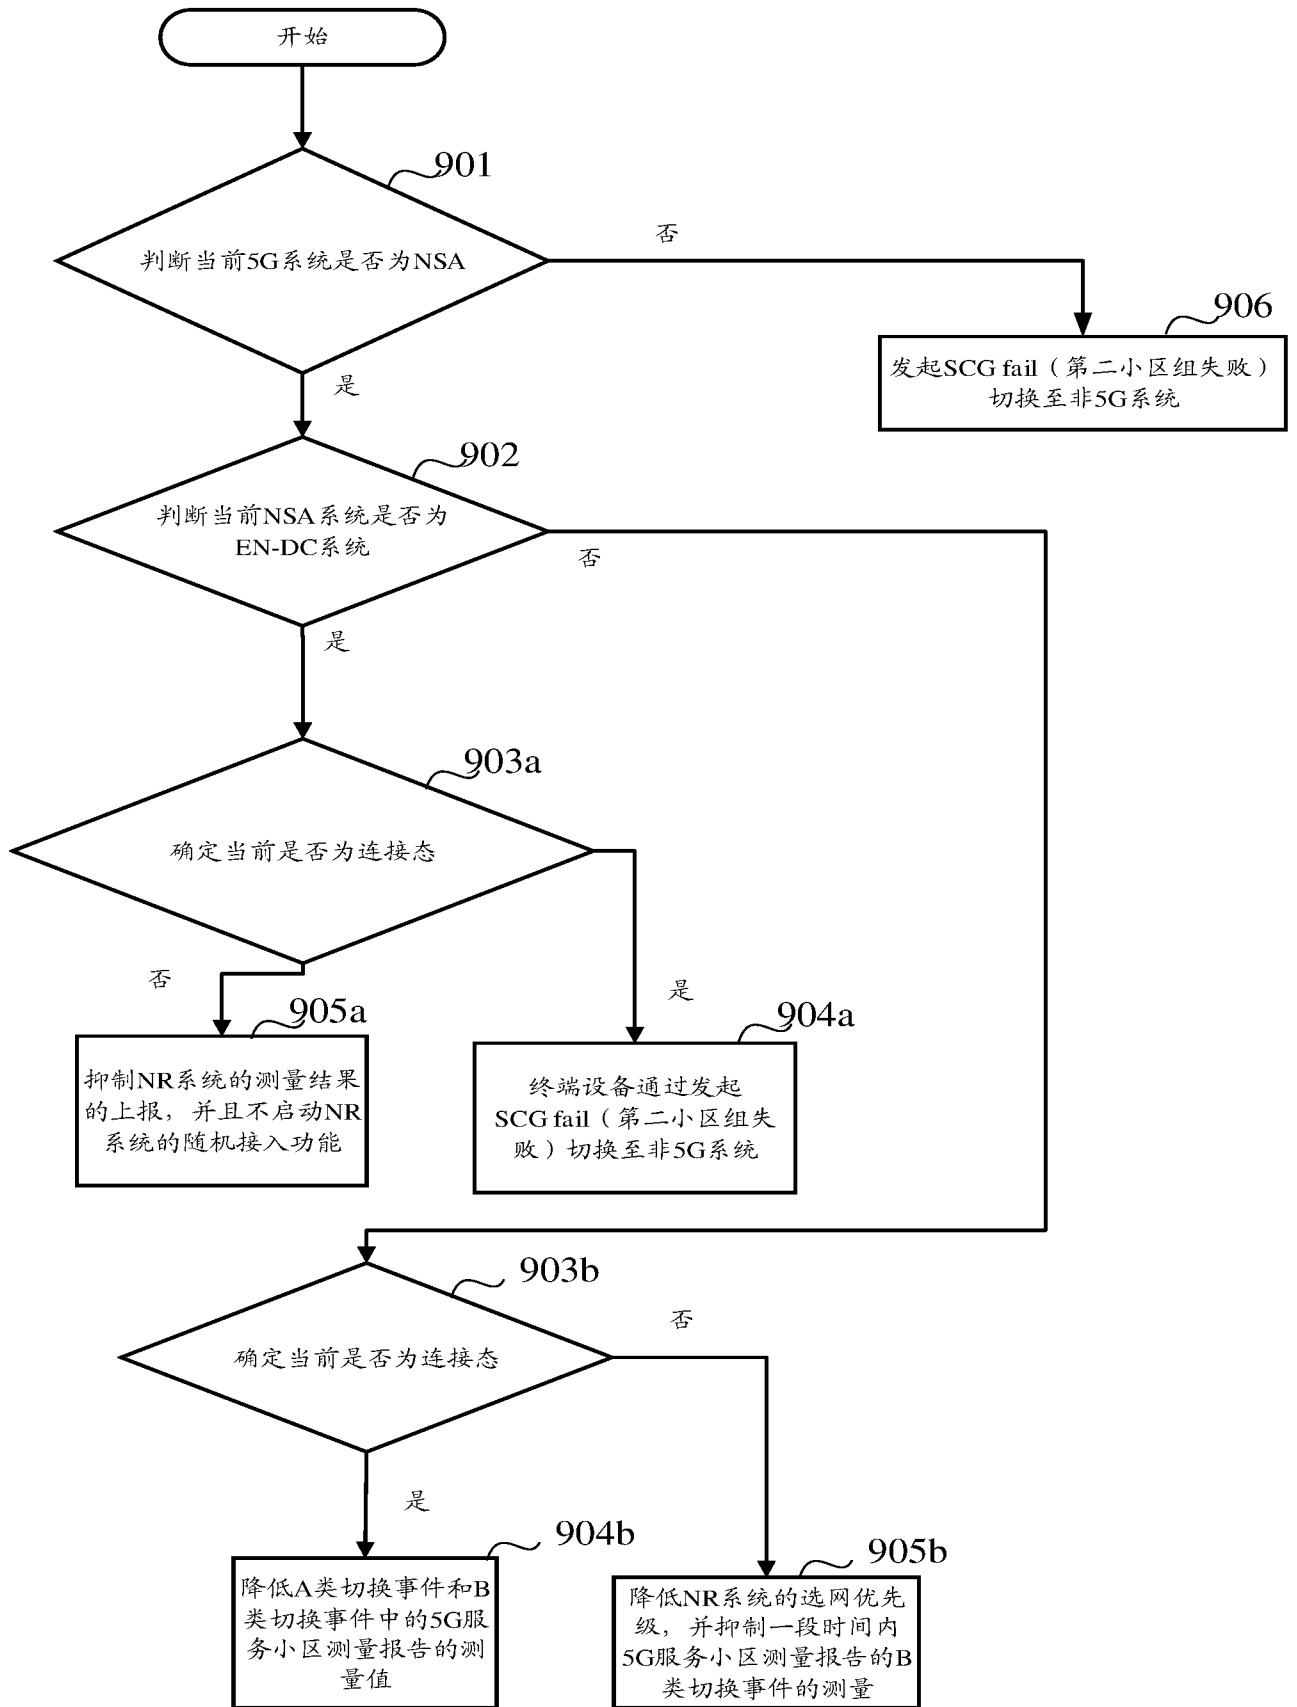 开始
901
判断当前5G系统是否为NSA
否
906
发起SCG fail（第二小区组失败）
切换至非5G系统
是
902
判断当前NSA系统是否为
EN-DC系统
否
是
903a
确定当前是否为连接态
否
是
905a
抑制NR系统的测量结果
的上报，并且不启动NR
系统的随机接入功能
904a
终端设备通过发起
SCG fail（第二小区组失
败）切换至非5G系统
903b
确定当前是否为连接态
否
是
904b
降低A类切换事件和B
类切换事件中的5G服
务小区测量报告的测
量值
905b
降低NR系统的选网优先
级，并抑制一段时间内
5G服务小区测量报告的B
类切换事件的测量